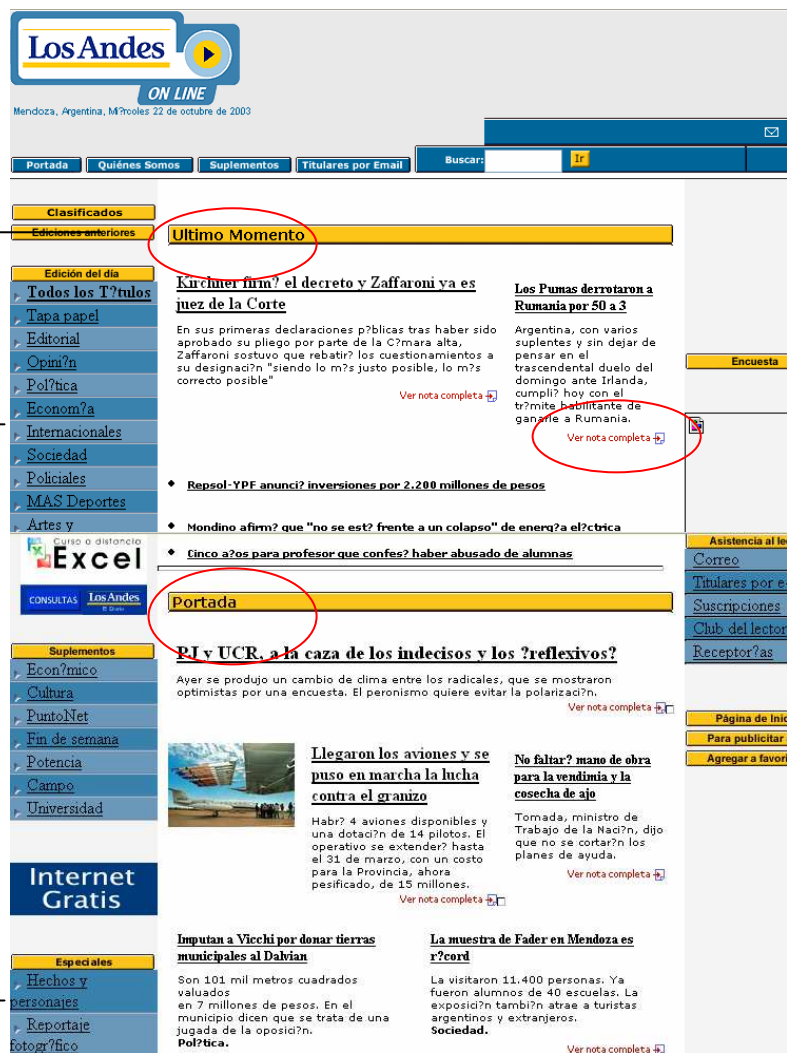 Los Andes
ON LINE
Mendoza, Argentina, Mi?rcoles 22 de octubre de 2003
Portada
Quiénes Somos
Suplementos
Titulares por Email
Buscar:
Ir
Clasificados
Ediciones anteriores
Edición del día
Todos los T?tulos
Tapa papel
Editorial
Opini?n
Pol?tica
Econom?a
Internacionales
Sociedad
Policiales
MAS Deportes
Artes y
Curso a distancia
Excel
CONSULTAS
Los Andes
Suplementos
Econ?mico
Cultura
PuntoNet
Fin de semana
Potencia
Campo
Universidad
Internet
Gratis
Especiales
Hechos y
personajes
Reportaje
fotogr?fico
Ultimo Momento
Kirchner firm? el decreto y Zaffaroni ya es
juez de la Corte
En sus primeras declaraciones p?blicas tras haber sido
aprobado su pliego por parte de la C?mara alta,
Zaffaroni sostuvo que rebatir? los cuestionamientos a
su designaci?n "siendo lo m?s justo posible, lo m?s
correcto posible"
Ver nota completa
Los Pumas derrotaron a
Rumania por 50 a 3
Argentina, con varios
suplentes y sin dejar de
pensar en el
trascendental duelo del
domingo ante Irlanda,
cumpli? hoy con el
tr?mite habilitante de
ganarle a Rumania.
Ver nota completa
Repsol-YPF anunci? inversiones por 2.200 millones de pesos
Mondino afirm? que "no se est? frente a un colapso" de energ?a el?ctrica
Cinco a?os para profesor que confes? haber abusado de alumnas
Portada
PJ y UCR, a la caza de los indecisos y los ?reflexivos?
Ayer se produjo un cambio de clima entre los radicales, que se mostraron
optimistas por una encuesta. El peronismo quiere evitar la polarizaci?n.
Ver nota completa
Llegaron los aviones y se
puso en marcha la lucha
contra el granizo
Habr? 4 aviones disponibles y
una dotaci?n de 14 pilotos. El
operativo se extender? hasta
el 31 de marzo, con un costo
para la Provincia, ahora
pesificado, de 15 millones.
Ver nota completa
No faltar? mano de obra
para la vendimia y la
cosecha de ajo
Tomada, ministro de
Trabajo de la Naci?n, dijo
que no se cortar?n los
planes de ayuda.
Ver nota completa
Imputan a Vicchi por donar tierras
municipales al Dalvian
Son 101 mil metros cuadrados
valuados
en 7 millones de pesos. En el
municipio dicen que se trata de una
jugada de la oposici?n.
Pol?tica.
La muestra de Fader en Mendoza es
r?cord
La visitaron 11.400 personas. Ya
fueron alumnos de 40 escuelas. La
exposici?n tambi?n atrae a turistas
argentinos y extranjeros.
Sociedad.
Ver nota completa
Encuesta
Asistencia al le
Correo
Titulares por e
Suscripciones
Club del lector
Receptor?as
Página de Inic
Para publicitar
Agregar a favori